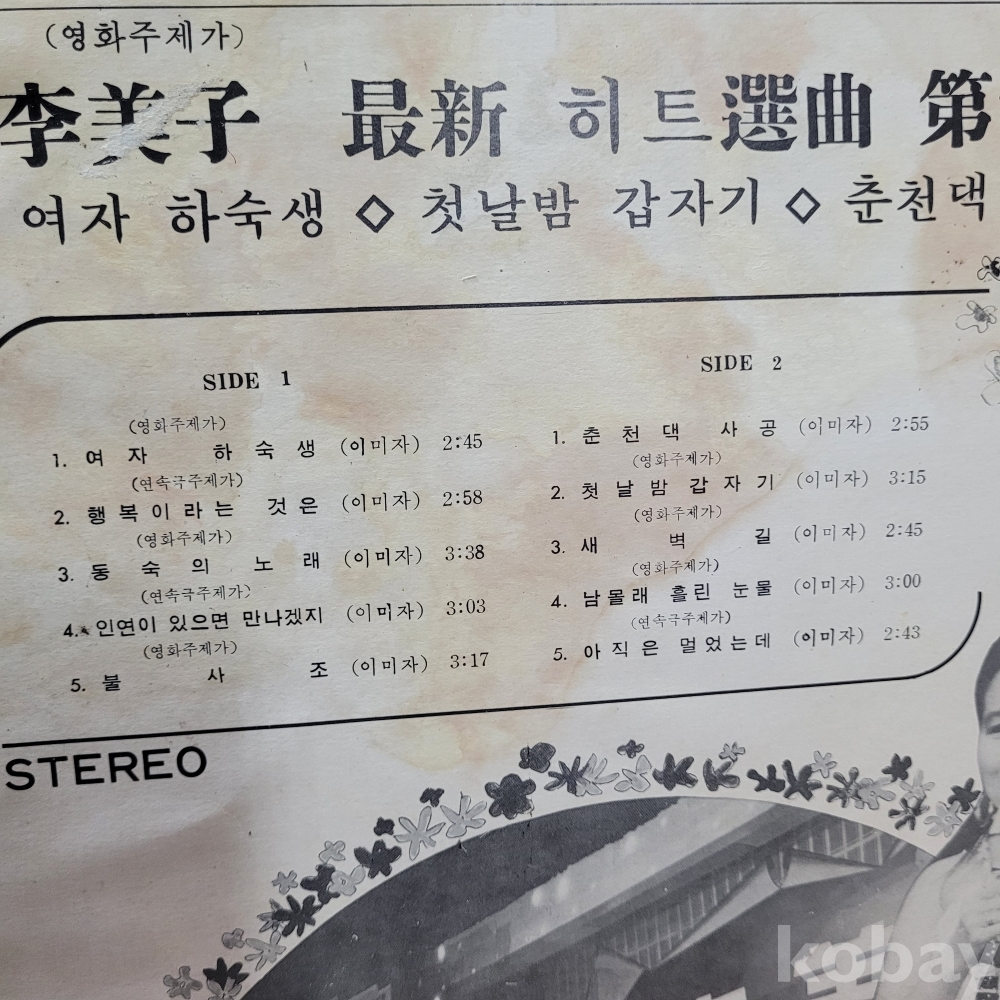 (영화주제가)
李美子 最新 히트選曲 第
여자 하숙생 ◇ 첫날밤 갑자기 ◇ 춘천댁
SIDE 1
(영화주제가)
1. 여자 하숙생 (이미자) 2:45
(연속극주제가)
2. 행복이라는 것은 (이미자) 2:58
(영화주제가)
3. 동숙의 노래 (이미자) 3:38
(연속극주제가)
4. 인연이 있으면 만나겠지 (이미자) 3:03
(영화주제가)
5. 불사조 (이미자) 3:17
SIDE 2
1. 춘천댁 사공 (이미자) 2:55
(영화주제가)
2. 첫날밤 갑자기 (이미자) 3:15
(영화주제가)
3. 새벽길 (이미자) 2:45
(영화주제가)
4. 남몰래 흘린 눈물 (이미자) 3:00
(연속극주제가)
5. 아직은 멀었는데 (이미자) 2:43
STEREO
kobay